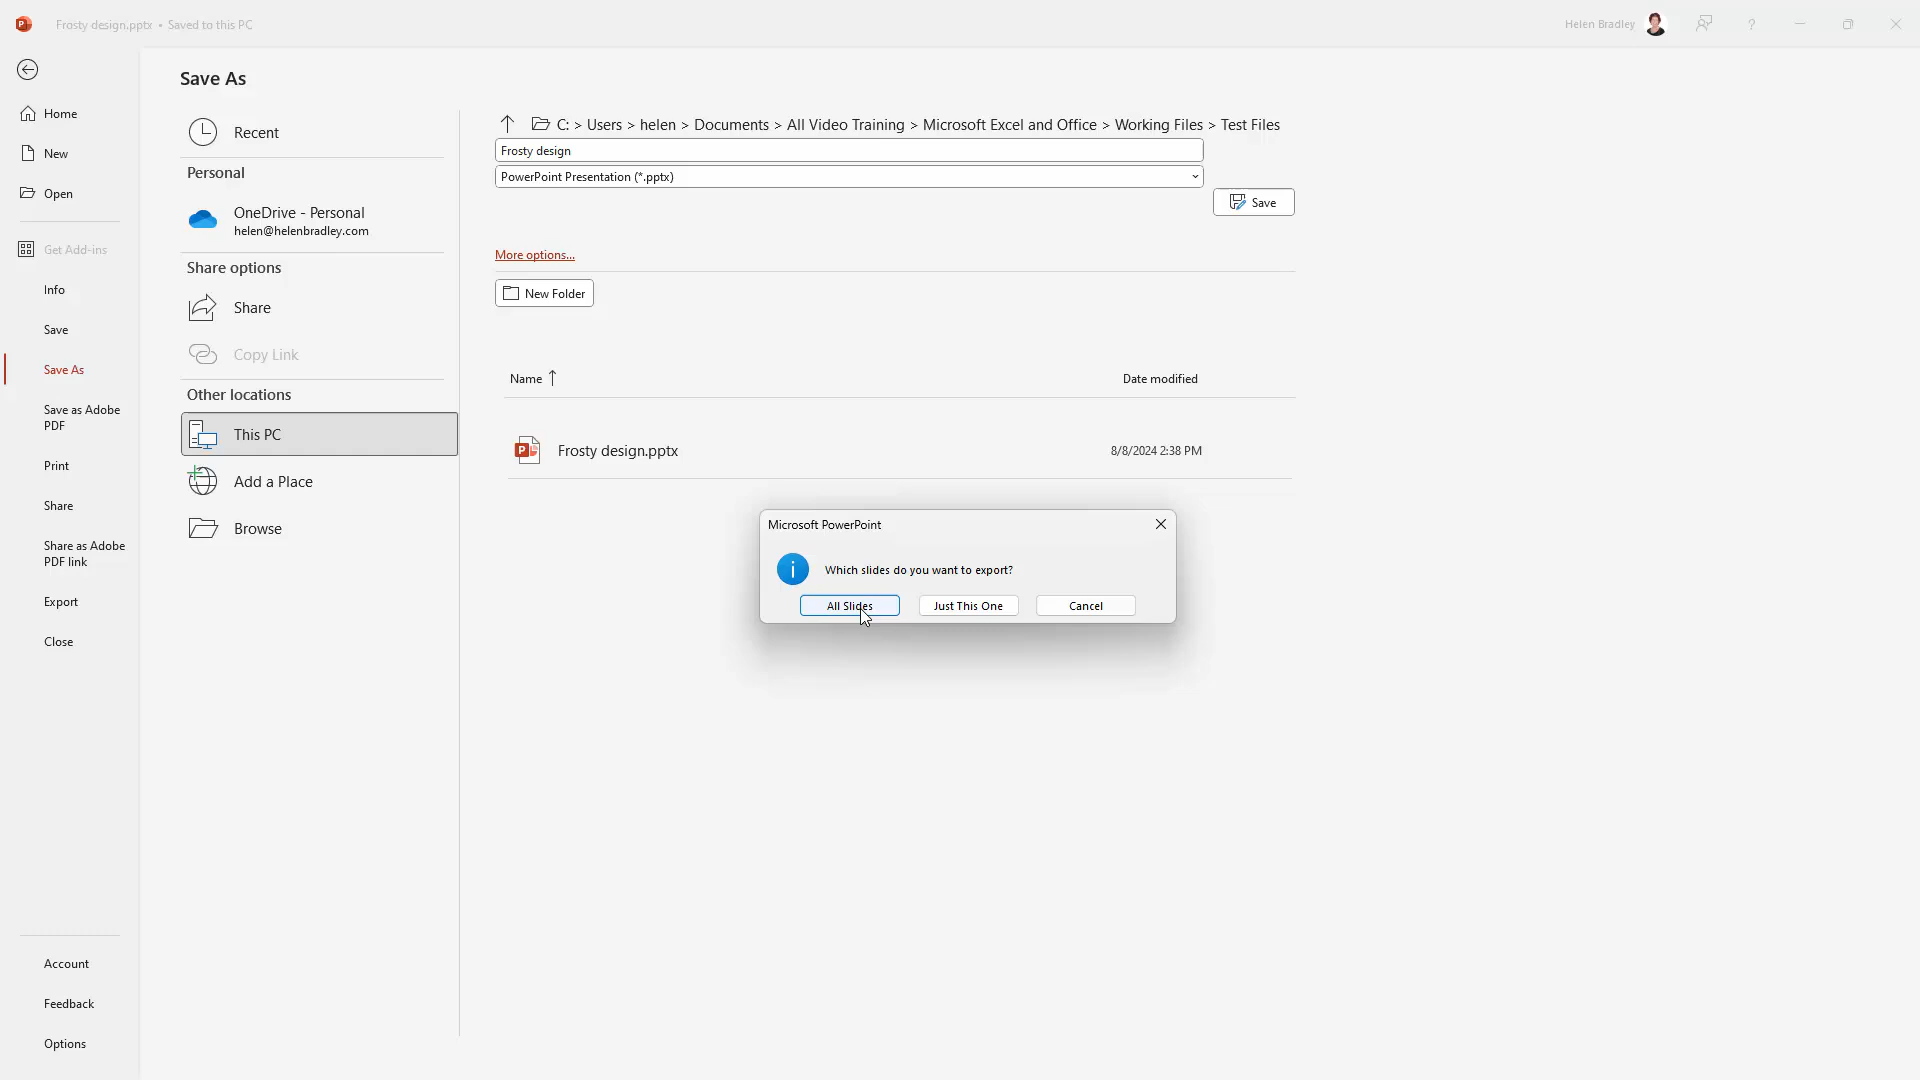 Frosty design.pptx • Saved to this PC
Helen Bradley
?
Save As
Home
New
Open
Get Add-ins
Info
Save
Save As
Save as Adobe
PDF
Print
Share
Share as Adobe
PDF link
Export
Close
Account
Feedback
Options
Recent
Personal
OneDrive - Personal
helen@helenbradley.com
Share options
Share
Copy Link
Other locations
This PC
Add a Place
Browse
C: > Users > helen > Documents > All Video Training > Microsoft Excel and Office > Working Files > Test Files
Frosty design
PowerPoint Presentation (*.pptx)
Save
More options...
New Folder
Name ↑ Date modified
Frosty design.pptx 8/8/2024 2:38 PM
Microsoft PowerPoint
Which slides do you want to export?
All Slides Just This One Cancel